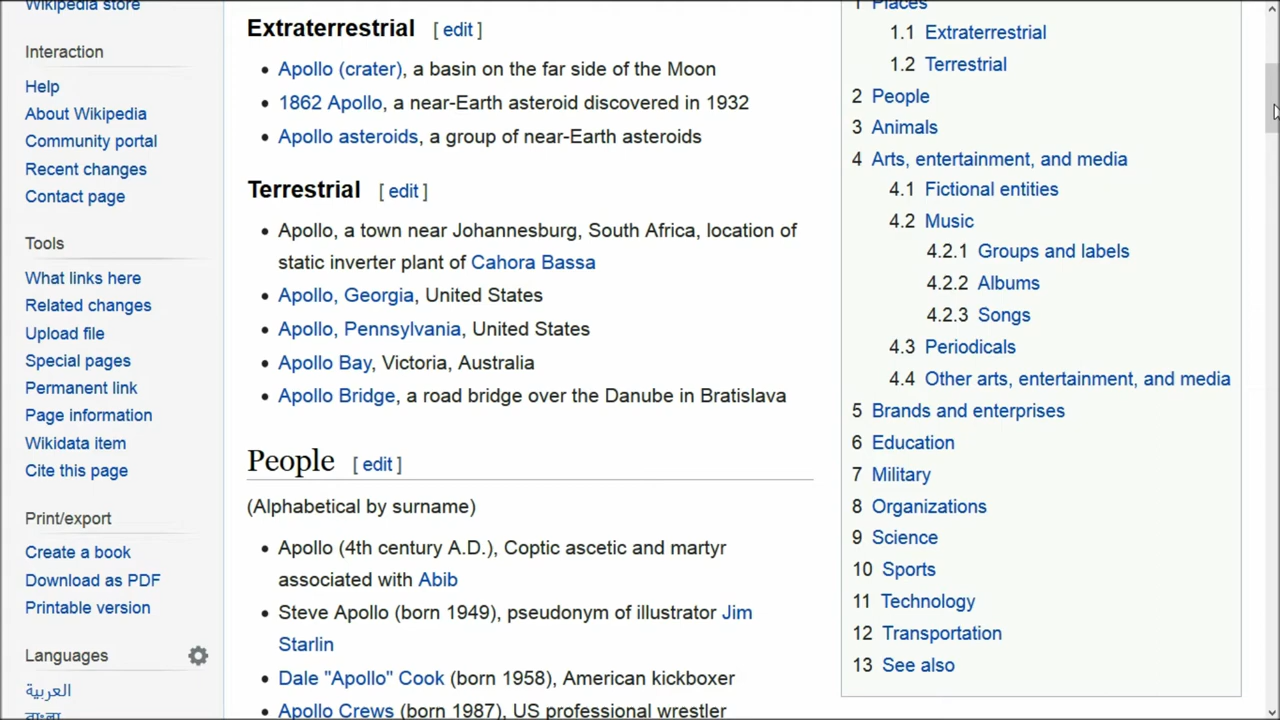 Wikipedia store
Interaction
Help
About Wikipedia
Community portal
Recent changes
Contact page
Tools
What links here
Related changes
Upload file
Special pages
Permanent link
Page information
Wikidata item
Cite this page
Print/export
Create a book
Download as PDF
Printable version
Languages
العربية
বাংলা
Extraterrestrial [ edit ]
• Apollo (crater), a basin on the far side of the Moon
• 1862 Apollo, a near-Earth asteroid discovered in 1932
• Apollo asteroids, a group of near-Earth asteroids
Terrestrial [ edit ]
• Apollo, a town near Johannesburg, South Africa, location of
static inverter plant of Cahora Bassa
• Apollo, Georgia, United States
• Apollo, Pennsylvania, United States
• Apollo Bay, Victoria, Australia
• Apollo Bridge, a road bridge over the Danube in Bratislava
People [ edit ]
(Alphabetical by surname)
• Apollo (4th century A.D.), Coptic ascetic and martyr
associated with Abib
• Steve Apollo (born 1949), pseudonym of illustrator Jim
Starlin
• Dale "Apollo" Cook (born 1958), American kickboxer
• Apollo Crews (born 1987), US professional wrestler
1 Places
1.1 Extraterrestrial
1.2 Terrestrial
2 People
3 Animals
4 Arts, entertainment, and media
4.1 Fictional entities
4.2 Music
4.2.1 Groups and labels
4.2.2 Albums
4.2.3 Songs
4.3 Periodicals
4.4 Other arts, entertainment, and media
5 Brands and enterprises
6 Education
7 Military
8 Organizations
9 Science
10 Sports
11 Technology
12 Transportation
13 See also